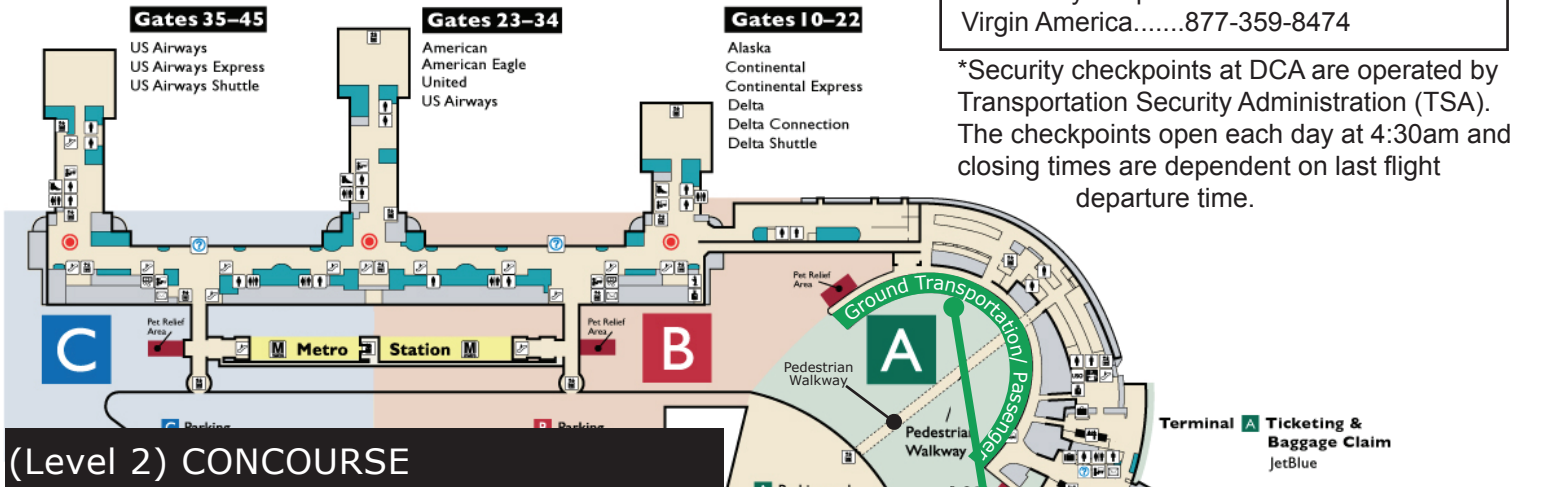 Gates 35–45
US Airways
US Airways Express
US Airways Shuttle
Gates 23–34
American
American Eagle
United
US Airways
Gates 10–22
Alaska
Continental
Continental Express
Delta
Delta Connection
Delta Shuttle
Virgin America.......877-359-8474
*Security checkpoints at DCA are operated by
Transportation Security Administration (TSA).
The checkpoints open each day at 4:30am and
closing times are dependent on last flight
departure time.
Pet Relief
Area
Ground Transportation/ Passenger
C
Pet Relief
Area
M Metro
Station M
Pet Relief
Area
B
A
Pedestrian
Walkway
Pedestrian
Walkway
C Parking
B Parking
Terminal A Ticketing &
Baggage Claim
JetBlue
(Level 2) CONCOURSE